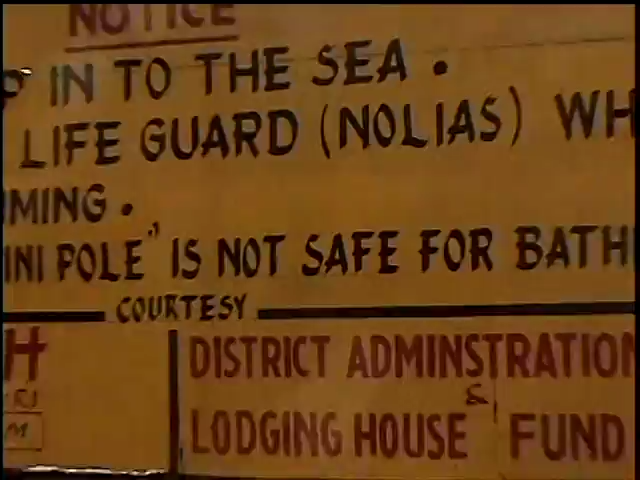 NOTICE
IN TO THE SEA.
LIFE GUARD (NOLIAS) WH
MING.
INI POLE" IS NOT SAFE FOR BATH
COURTESY
H DISTRICT ADMINSTRATION
&
LODGING HOUSE FUND